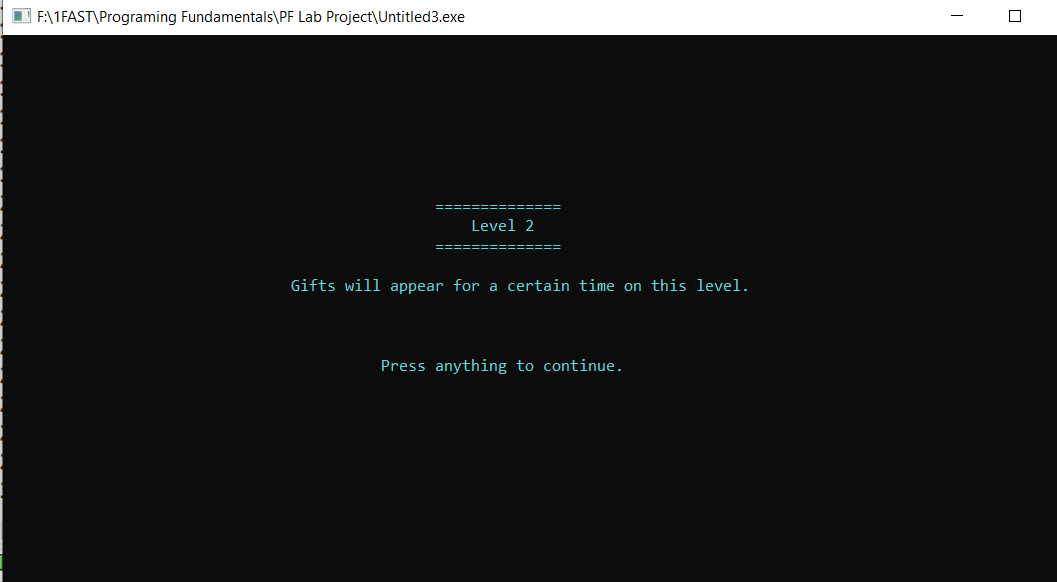 F:\1FAST\Programing Fundamentals\PF Lab Project\Untitled3.exe
==============
Level 2
==============
Gifts will appear for a certain time on this level.
Press anything to continue.